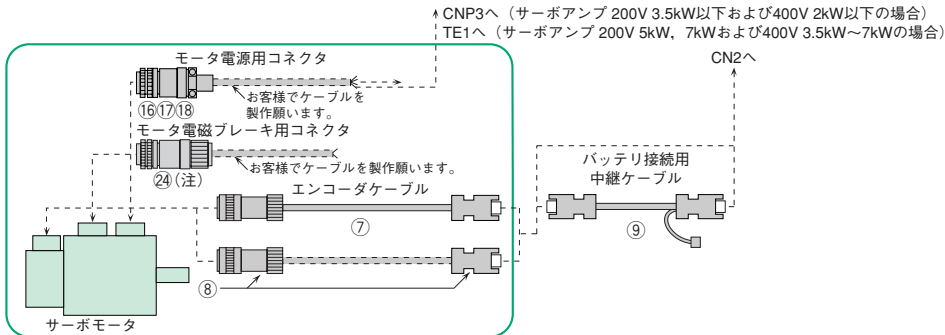 CNP3へ（サーボアンプ 200V 3.5kW以下および400V 2kW以下の場合）
TE1へ（サーボアンプ 200V 5kW，7kWおよび400V 3.5kW～7kWの場合）
CN2へ
モータ電源用コネクタ
お客様でケーブルを
製作願います。
⑯⑰⑱
モータ電磁ブレーキ用コネクタ
お客様でケーブルを製作願います。
㉔(注)
エンコーダケーブル
⑦
バッテリ接続用
中継ケーブル
⑨
⑧
サーボモータ